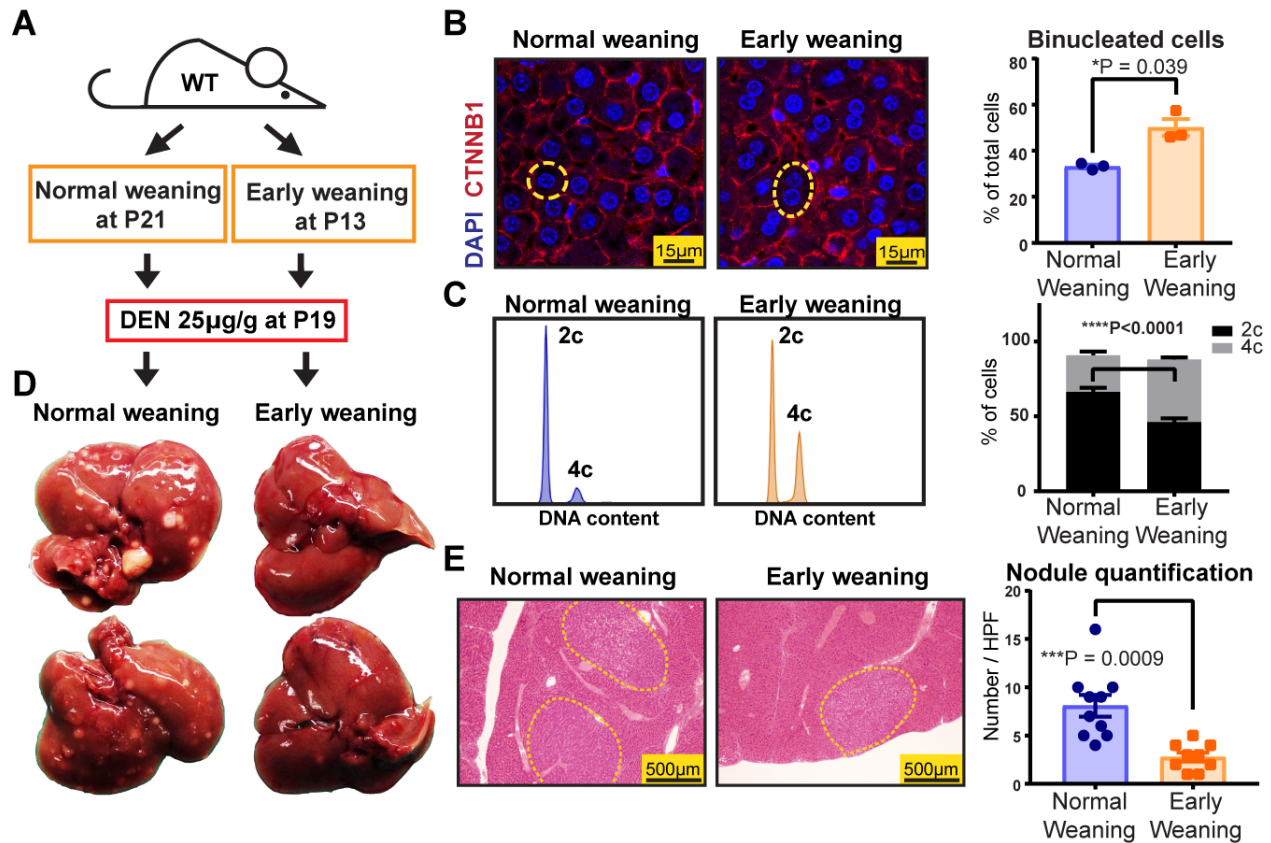 A
WT
Normal weaning
at P21
Early weaning
at P13
DEN 25µg/g at P19
B
Normal weaning
Early weaning
DAPI CTNNB1
15µm
15µm
Binucleated cells
*P = 0.039
% of total cells
80
60
40
20
0
Normal
Weaning
Early
Weaning
C
Normal weaning
Early weaning
2c
4c
2c
4c
DNA content
DNA content
****P<0.0001
2c
4c
% of cells
100
50
0
Normal
Weaning
Early
Weaning
D
Normal weaning
Early weaning
E
Normal weaning
Early weaning
500µm
500µm
Nodule quantification
***P = 0.0009
Number / HPF
20
15
10
5
0
Normal
Weaning
Early
Weaning